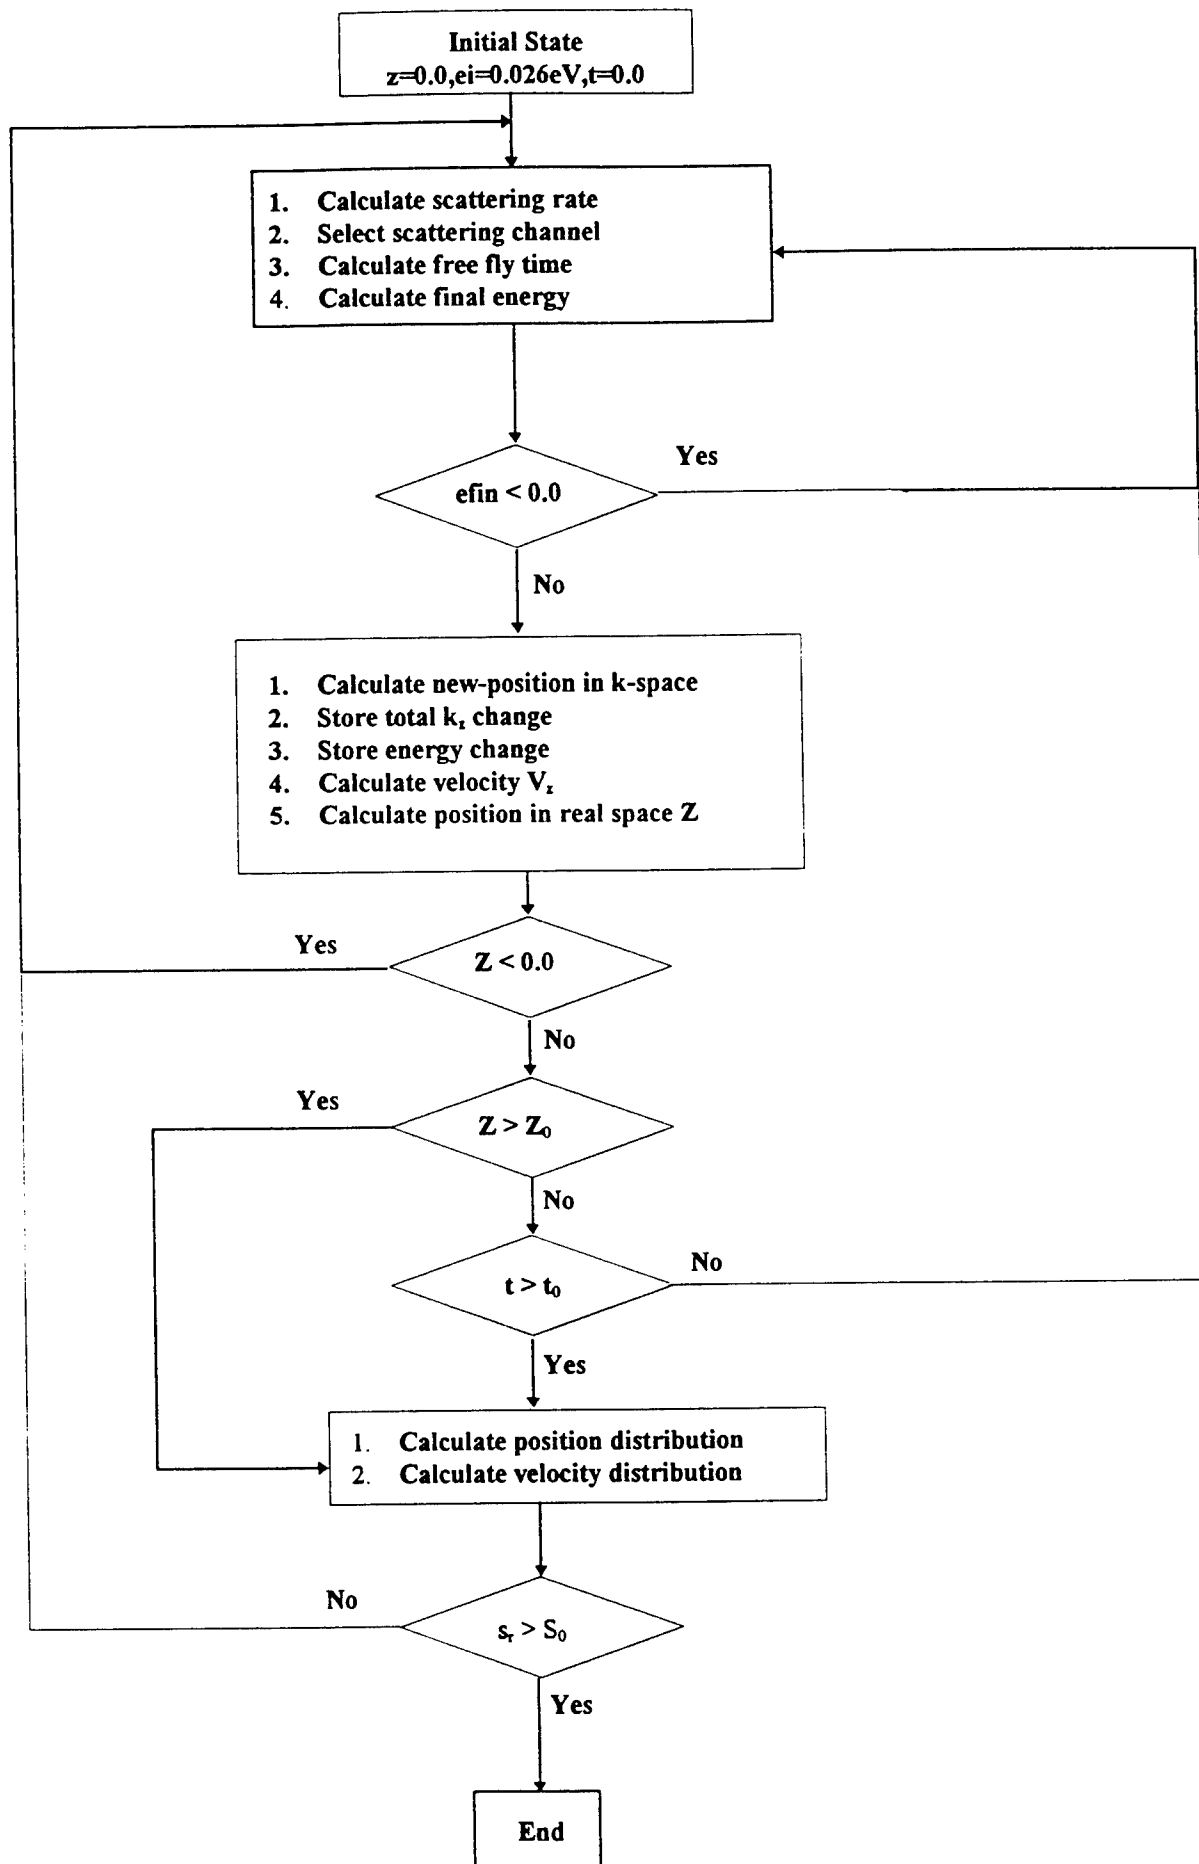 Initial State
z=0.0,ei=0.026eV,t=0.0
1. Calculate scattering rate
2. Select scattering channel
3. Calculate free fly time
4. Calculate final energy
efin < 0.0
Yes
No
1. Calculate new-position in k-space
2. Store total k_z change
3. Store energy change
4. Calculate velocity V_z
5. Calculate position in real space Z
Yes
Z < 0.0
No
Yes
Z > Z₀
No
t > t₀
No
Yes
1. Calculate position distribution
2. Calculate velocity distribution
No
sᵣ > S₀
Yes
End